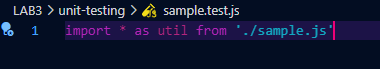 LAB3 > unit-testing > sample.test.js
1 import * as util from './sample.js'